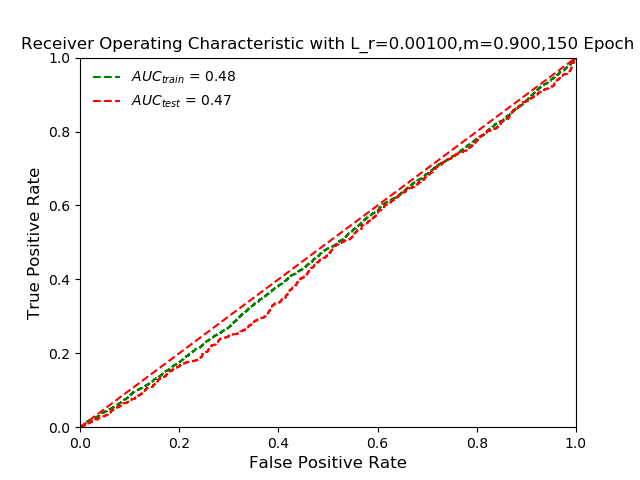 Receiver Operating Characteristic with L_r=0.00100,m=0.900,150 Epoch
1.0
AUC_train = 0.48
AUC_test = 0.47
0.8
0.6
0.4
0.2
0.0
True Positive Rate
0.0 0.2 0.4 0.6 0.8 1.0
False Positive Rate